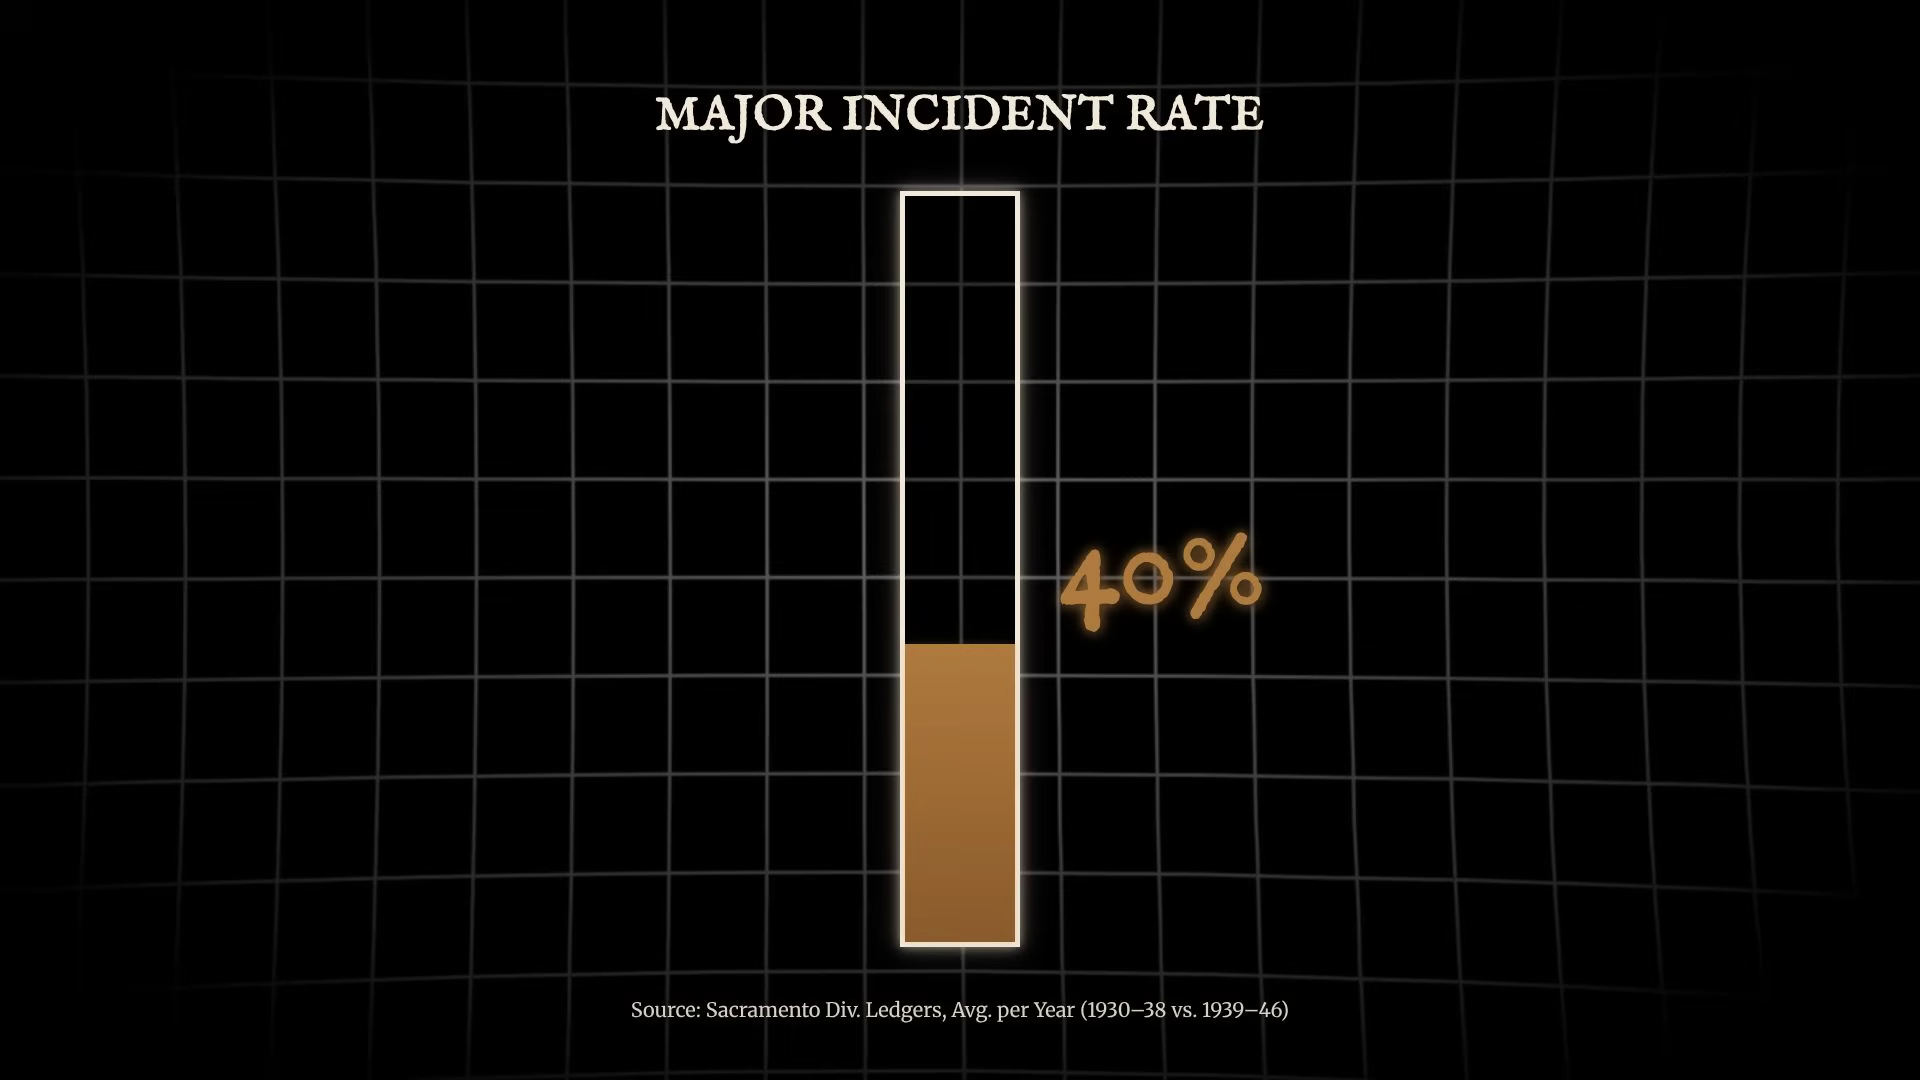 MAJOR INCIDENT RATE
40%
Source: Sacramento Div. Ledgers, Avg. per Year (1930–38 vs. 1939–46)